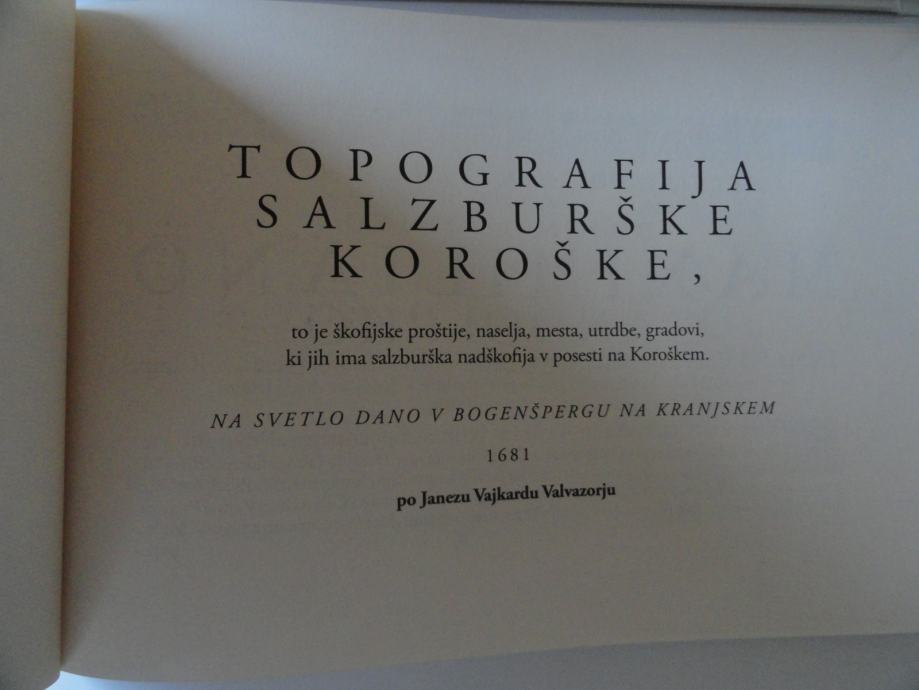 TOPOGRAFIJA
SALZBURŠKE
KOROŠKE,
to je škofijske proštije, naselja, mesta, utrdbe, gradovi,
ki jih ima salzburška nadškofija v posesti na Koroškem.
NA SVETLO DANO V BOGENŠPERGU NA KRANJSKEM
1681
po Janezu Vajkardu Valvazorju